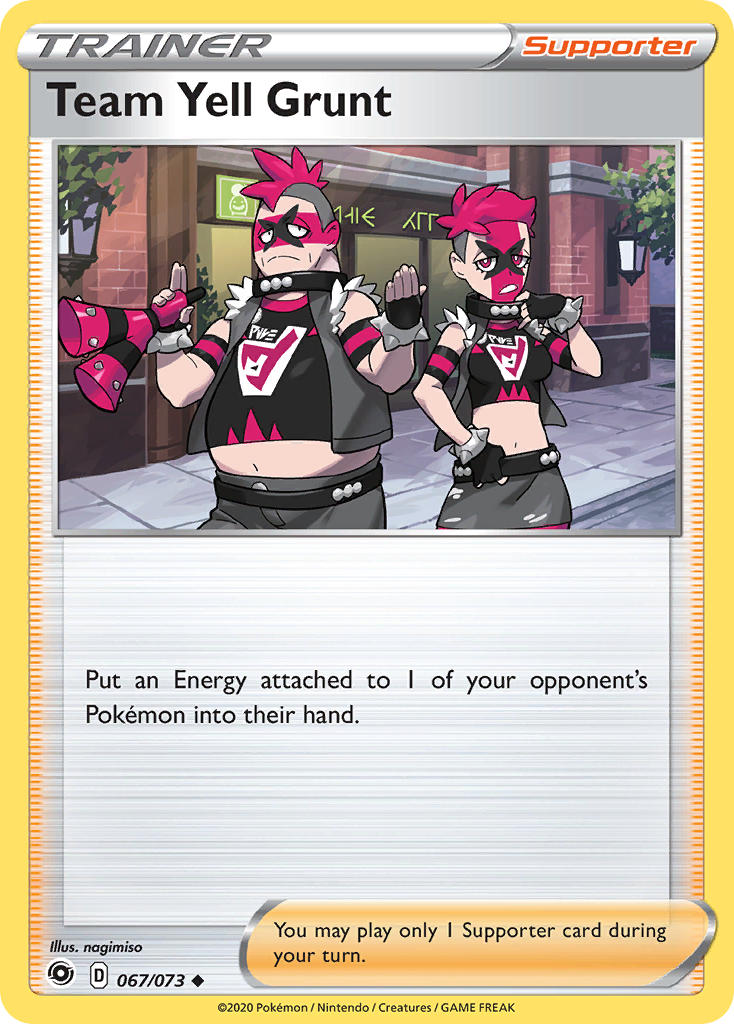 TRAINER
Supporter
Team Yell Grunt
Put an Energy attached to 1 of your opponent's
Pokémon into their hand.
You may play only 1 Supporter card during
your turn.
Illus. nagimiso
D 067/073
©2020 Pokémon / Nintendo / Creatures / GAME FREAK